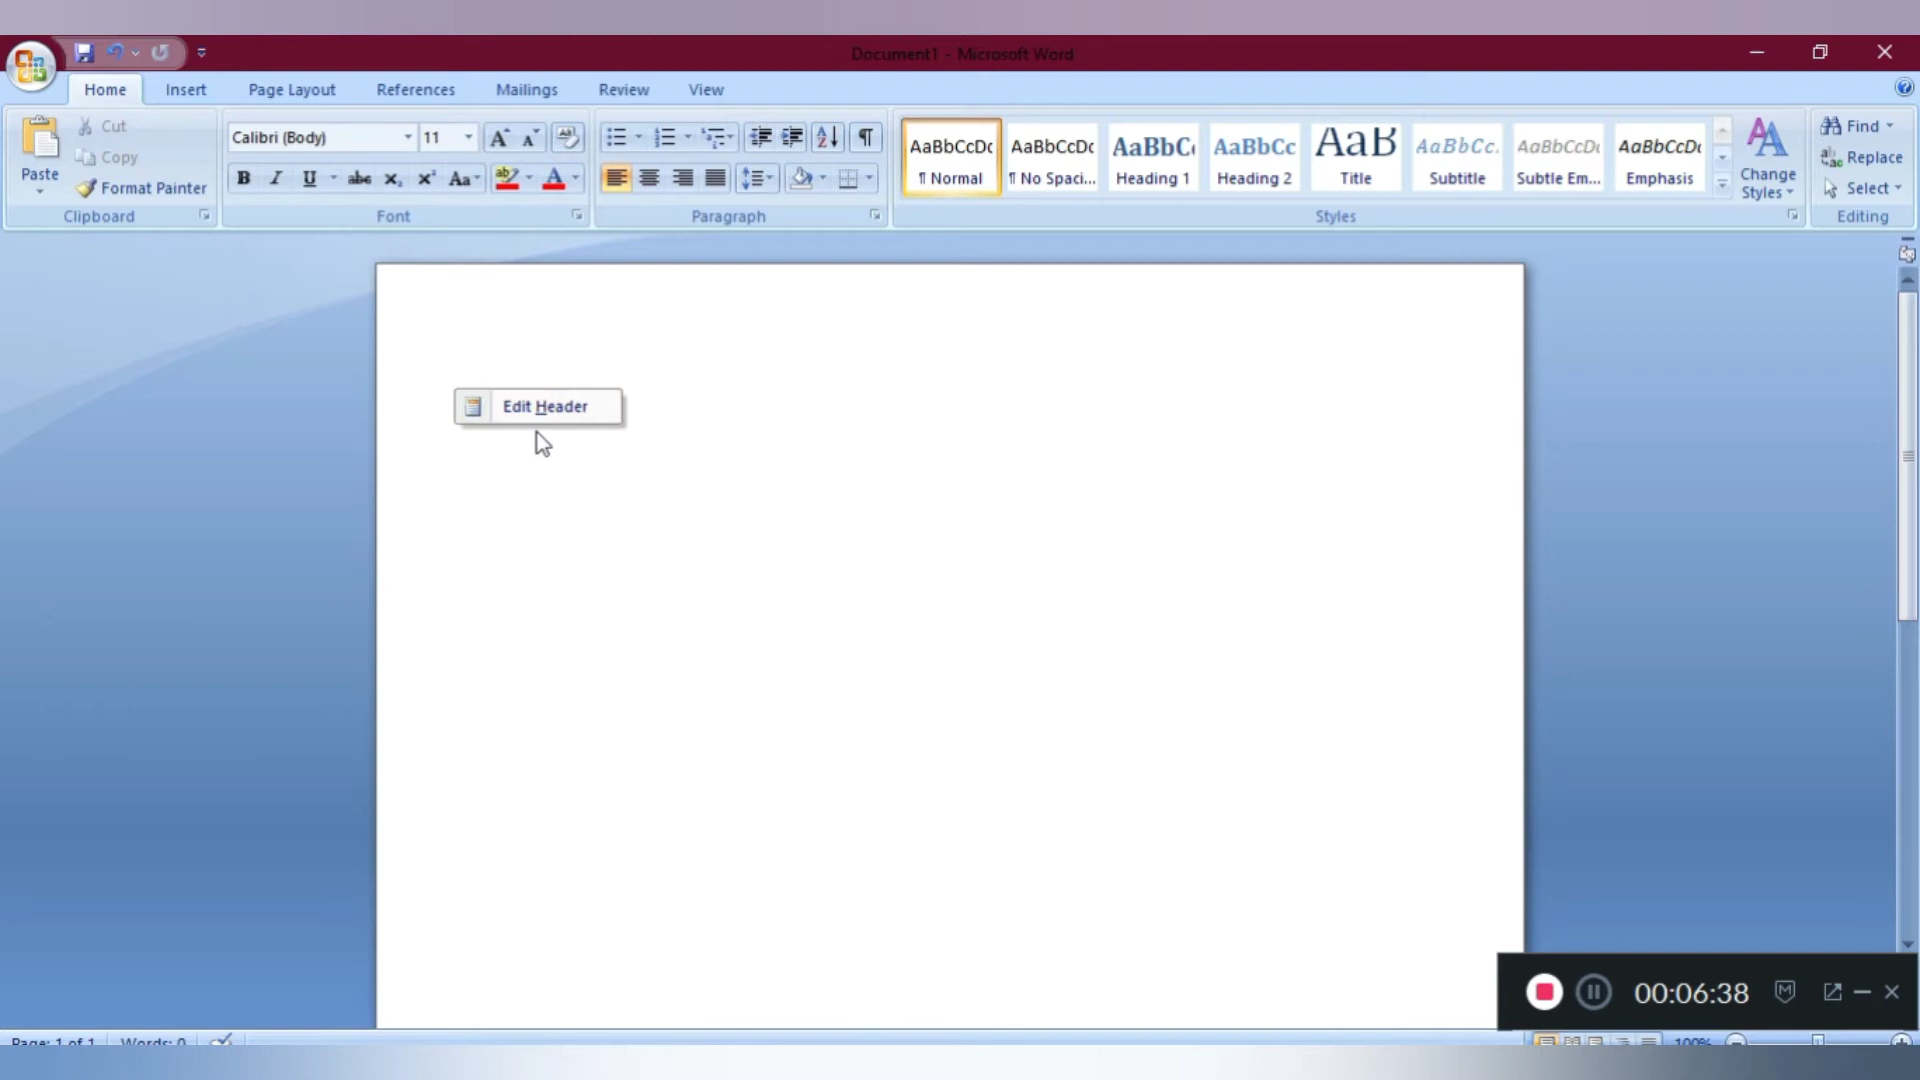 Document1 - Microsoft Word
Home Insert Page Layout References Mailings Review View
Paste
Cut
Copy
Format Painter
Clipboard
Calibri (Body) 11
Font
Paragraph
AaBbCcDc AaBbCcDc AaBbC AaBbCc AaB AaBbCc. AaBbCcDc AaBbCcDc
¶ Normal ¶ No Spaci... Heading 1 Heading 2 Title Subtitle Subtle Em... Emphasis
Change
Styles
Styles
Find
Replace
Select
Editing
Edit Header
00:06:38
Page: 1 of 1 Words: 0
100%